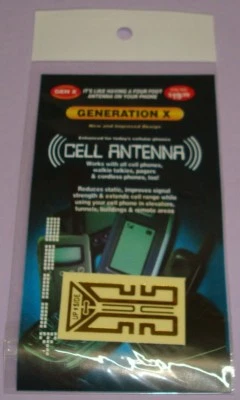 GEN X
IT'S LIKE HAVING A FOUR FOOT
ANTENNA ON YOUR PHONE
GENERATION X
New and Improved Design
Enhanced for today's cellular phones
CELL ANTENNA
Works with all cell phones,
walkie talkies, pagers
& cordless phones, too!
Reduces static, improves signal
strength & extends cell range while
using your cell phone in elevators,
tunnels, buildings & remote areas